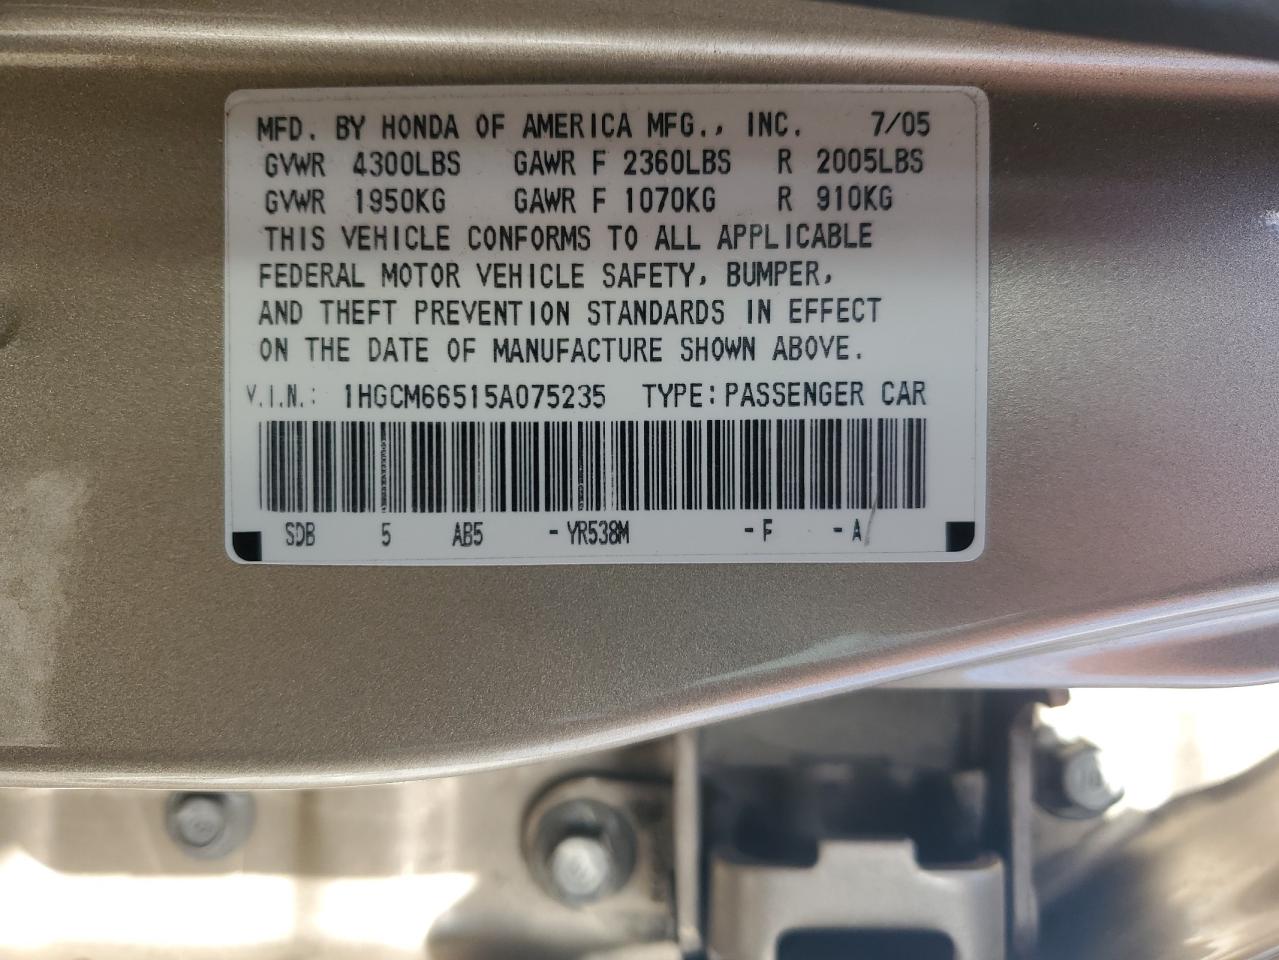 MFD. BY HONDA OF AMERICA MFG., INC. 7/05
GVWR 4300LBS GAWR F 2360LBS R 2005LBS
GVWR 1950KG GAWR F 1070KG R 910KG
THIS VEHICLE CONFORMS TO ALL APPLICABLE
FEDERAL MOTOR VEHICLE SAFETY, BUMPER,
AND THEFT PREVENTION STANDARDS IN EFFECT
ON THE DATE OF MANUFACTURE SHOWN ABOVE.
V.I.N.: 1HGCM66515A075235 TYPE: PASSENGER CAR
SDB 5 AB5 -YR538M -F -A